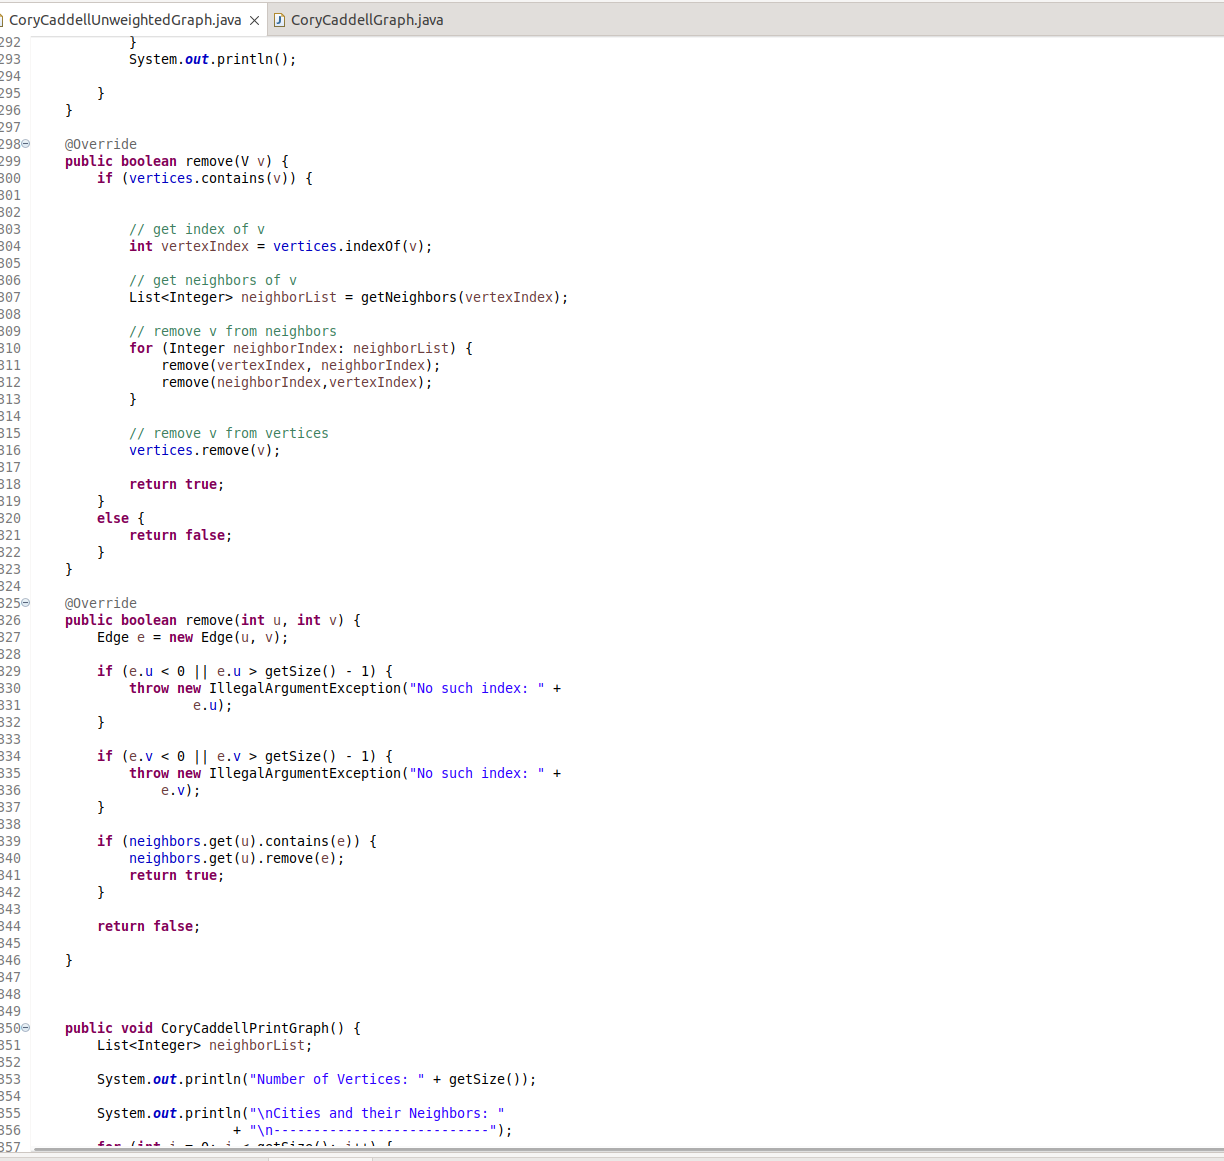 CoryCaddellUnweightedGraph.java CoryCaddellGraph.java
292 }
293 System.out.println();
294
295 }
296 }
297
298 @Override
299 public boolean remove(V v) {
300 if (vertices.contains(v)) {
301
302
303 // get index of v
304 int vertexIndex = vertices.indexOf(v);
305
306 // get neighbors of v
307 List<Integer> neighborList = getNeighbors(vertexIndex);
308
309 // remove v from neighbors
310 for (Integer neighborIndex: neighborList) {
311 remove(vertexIndex, neighborIndex);
312 remove(neighborIndex,vertexIndex);
313 }
314
315 // remove v from vertices
316 vertices.remove(v);
317
318 return true;
319 }
320 else {
321 return false;
322 }
323 }
324
325 @Override
326 public boolean remove(int u, int v) {
327 Edge e = new Edge(u, v);
328
329 if (e.u < 0 || e.u > getSize() - 1) {
330 throw new IllegalArgumentException("No such index: " +
331 e.u);
332 }
333
334 if (e.v < 0 || e.v > getSize() - 1) {
335 throw new IllegalArgumentException("No such index: " +
336 e.v);
337 }
338
339 if (neighbors.get(u).contains(e)) {
340 neighbors.get(u).remove(e);
341 return true;
342 }
343
344 return false;
345
346 }
347
348
349
350 public void CoryCaddellPrintGraph() {
351 List<Integer> neighborList;
352
353 System.out.println("Number of Vertices: " + getSize());
354
355 System.out.println("\nCities and their Neighbors: "
356 + "\n---------------------------");
357 for (int i = 0; i < getSize(); i++) {